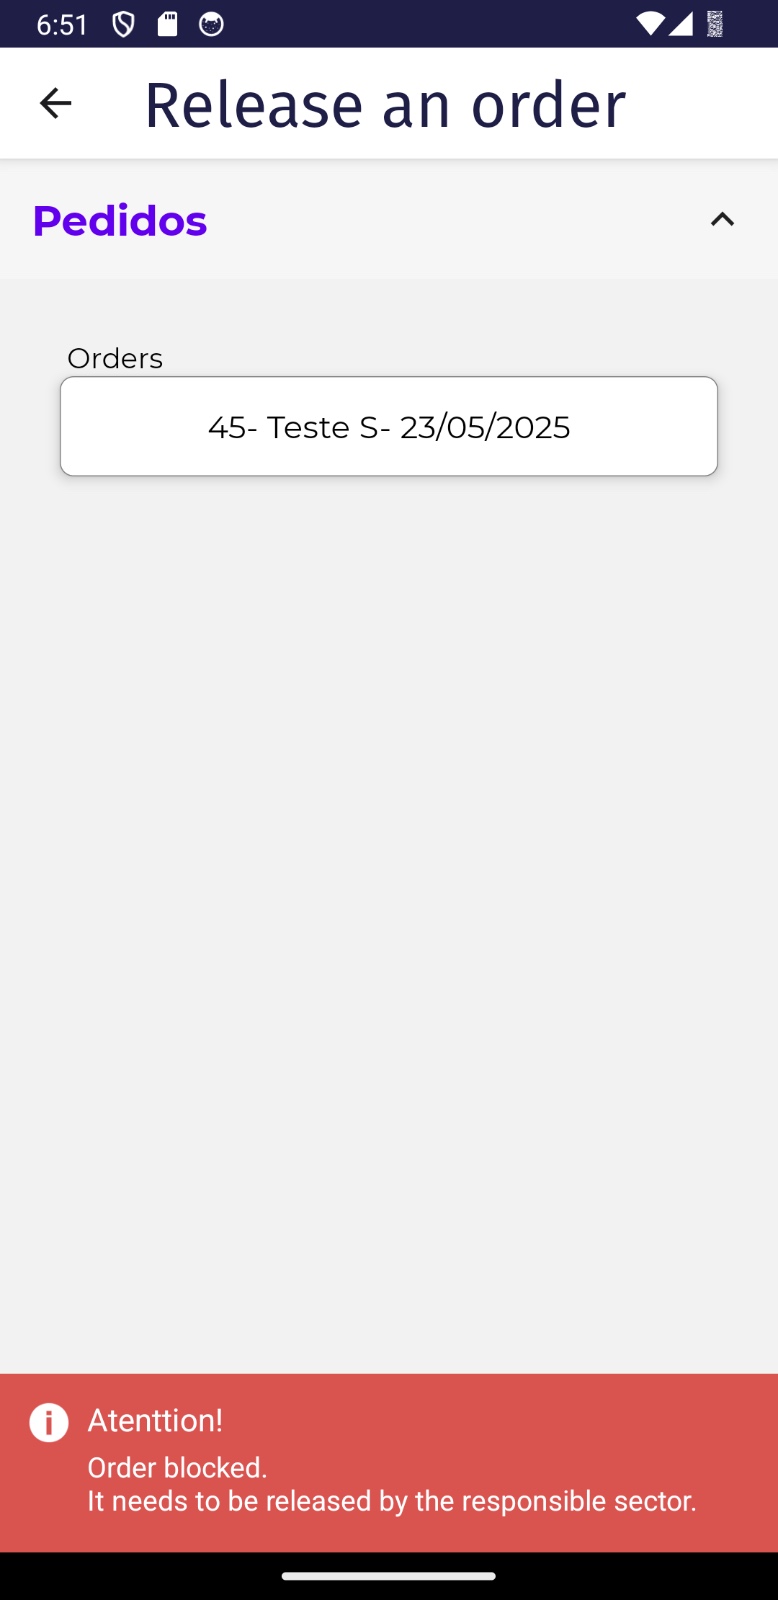 6:51
Release an order
Pedidos
Orders
45- Teste S- 23/05/2025
Atenttion!
Order blocked.
It needs to be released by the responsible sector.